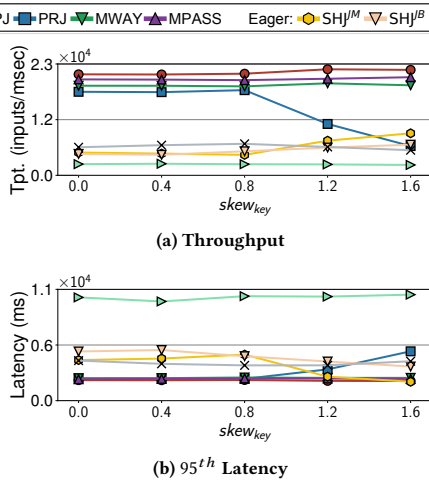 PJ PRJ MWAY MPASS Eager: SHJ^JM SHJ^JB
×10^4
2.3
1.2
0.0
Tpt. (inputs/msec)
0.0 0.4 0.8 1.2 1.6
skew_key
(a) Throughput
×10^4
1.1
0.6
0.0
Latency (ms)
0.0 0.4 0.8 1.2 1.6
skew_key
(b) 95^th Latency